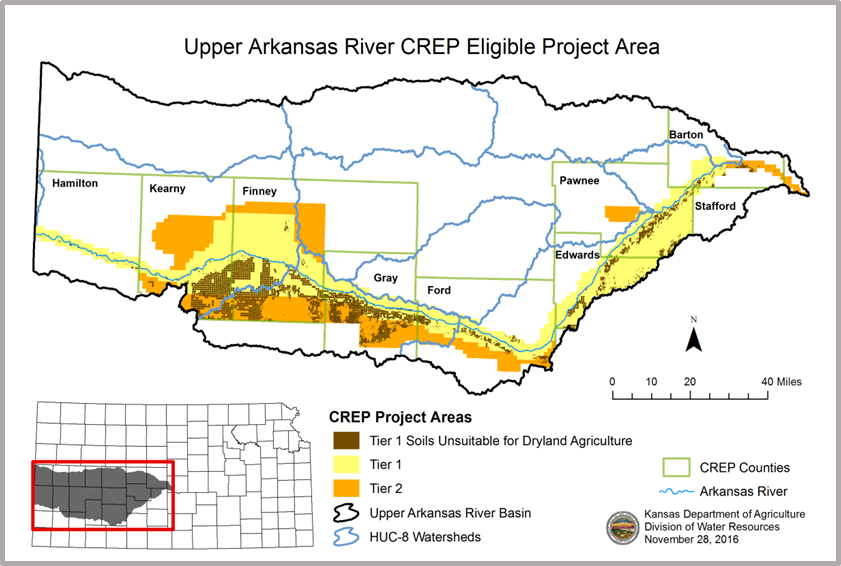 Upper Arkansas River CREP Eligible Project Area
Barton
Hamilton
Kearny
Finney
Pawnee
Stafford
Edwards
Gray
Ford
N
0 10 20 40 Miles
CREP Project Areas
Tier 1 Soils Unsuitable for Dryland Agriculture
Tier 1
Tier 2
Upper Arkansas River Basin
HUC-8 Watersheds
CREP Counties
Arkansas River
Kansas Department of Agriculture
Division of Water Resources
November 28, 2016